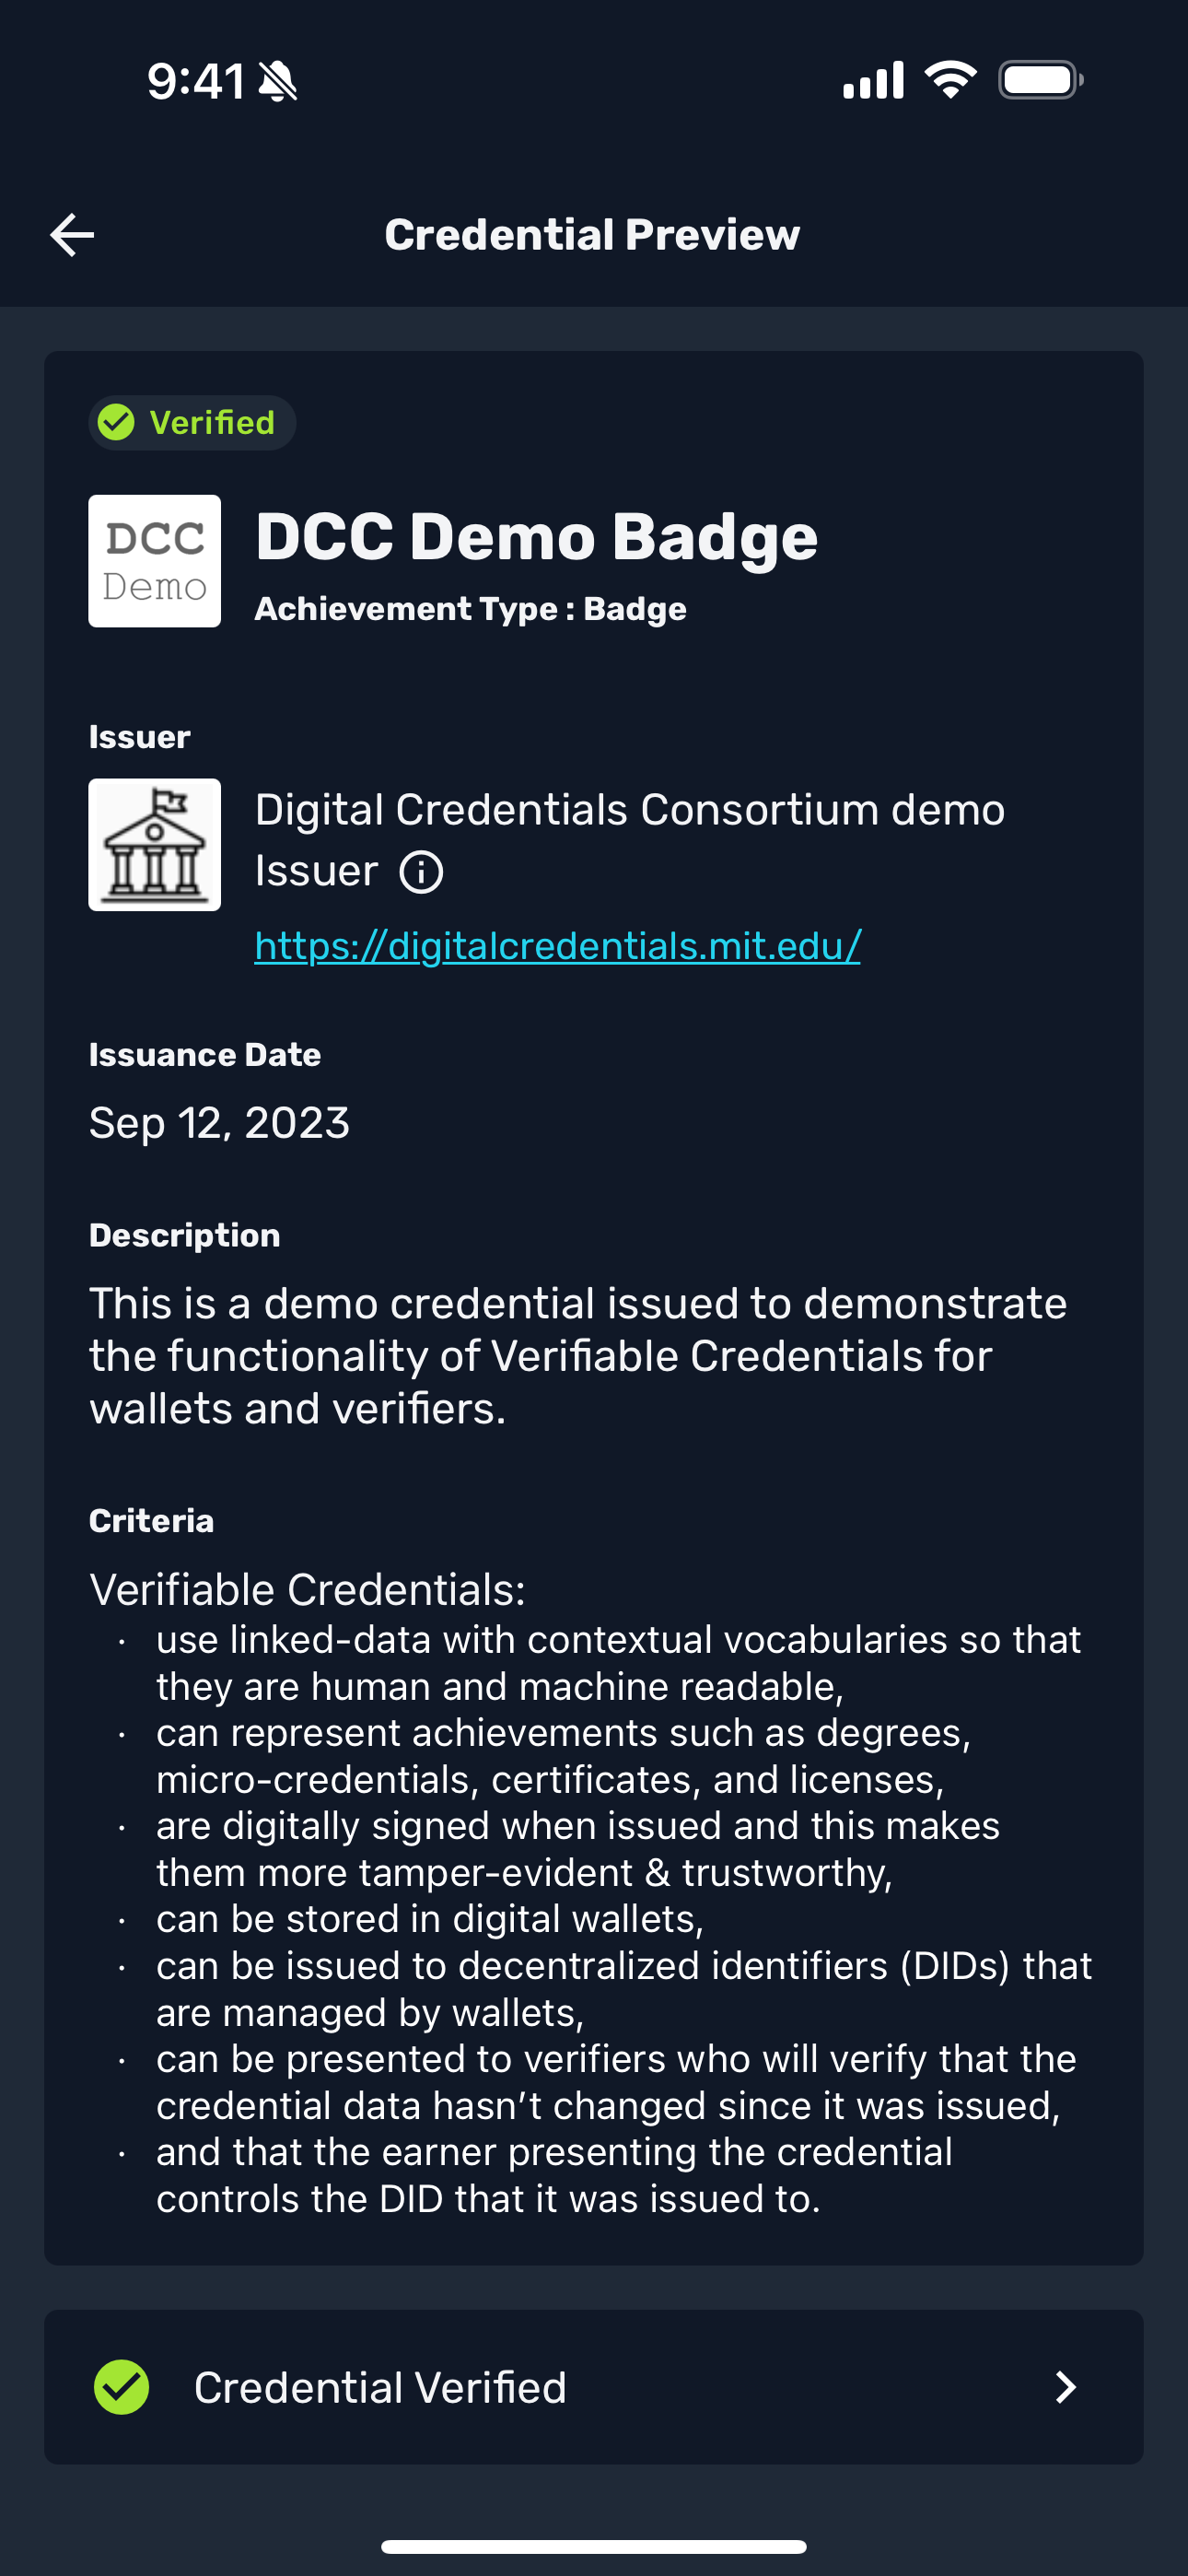 9:41
Credential Preview
Verified
DCC
Demo
DCC Demo Badge
Achievement Type : Badge
Issuer
Digital Credentials Consortium demo
Issuer
https://digitalcredentials.mit.edu/
Issuance Date
Sep 12, 2023
Description
This is a demo credential issued to demonstrate
the functionality of Verifiable Credentials for
wallets and verifiers.
Criteria
Verifiable Credentials:
· use linked-data with contextual vocabularies so that
they are human and machine readable,
· can represent achievements such as degrees,
micro-credentials, certificates, and licenses,
· are digitally signed when issued and this makes
them more tamper-evident & trustworthy,
· can be stored in digital wallets,
· can be issued to decentralized identifiers (DIDs) that
are managed by wallets,
· can be presented to verifiers who will verify that the
credential data hasn’t changed since it was issued,
· and that the earner presenting the credential
controls the DID that it was issued to.
Credential Verified